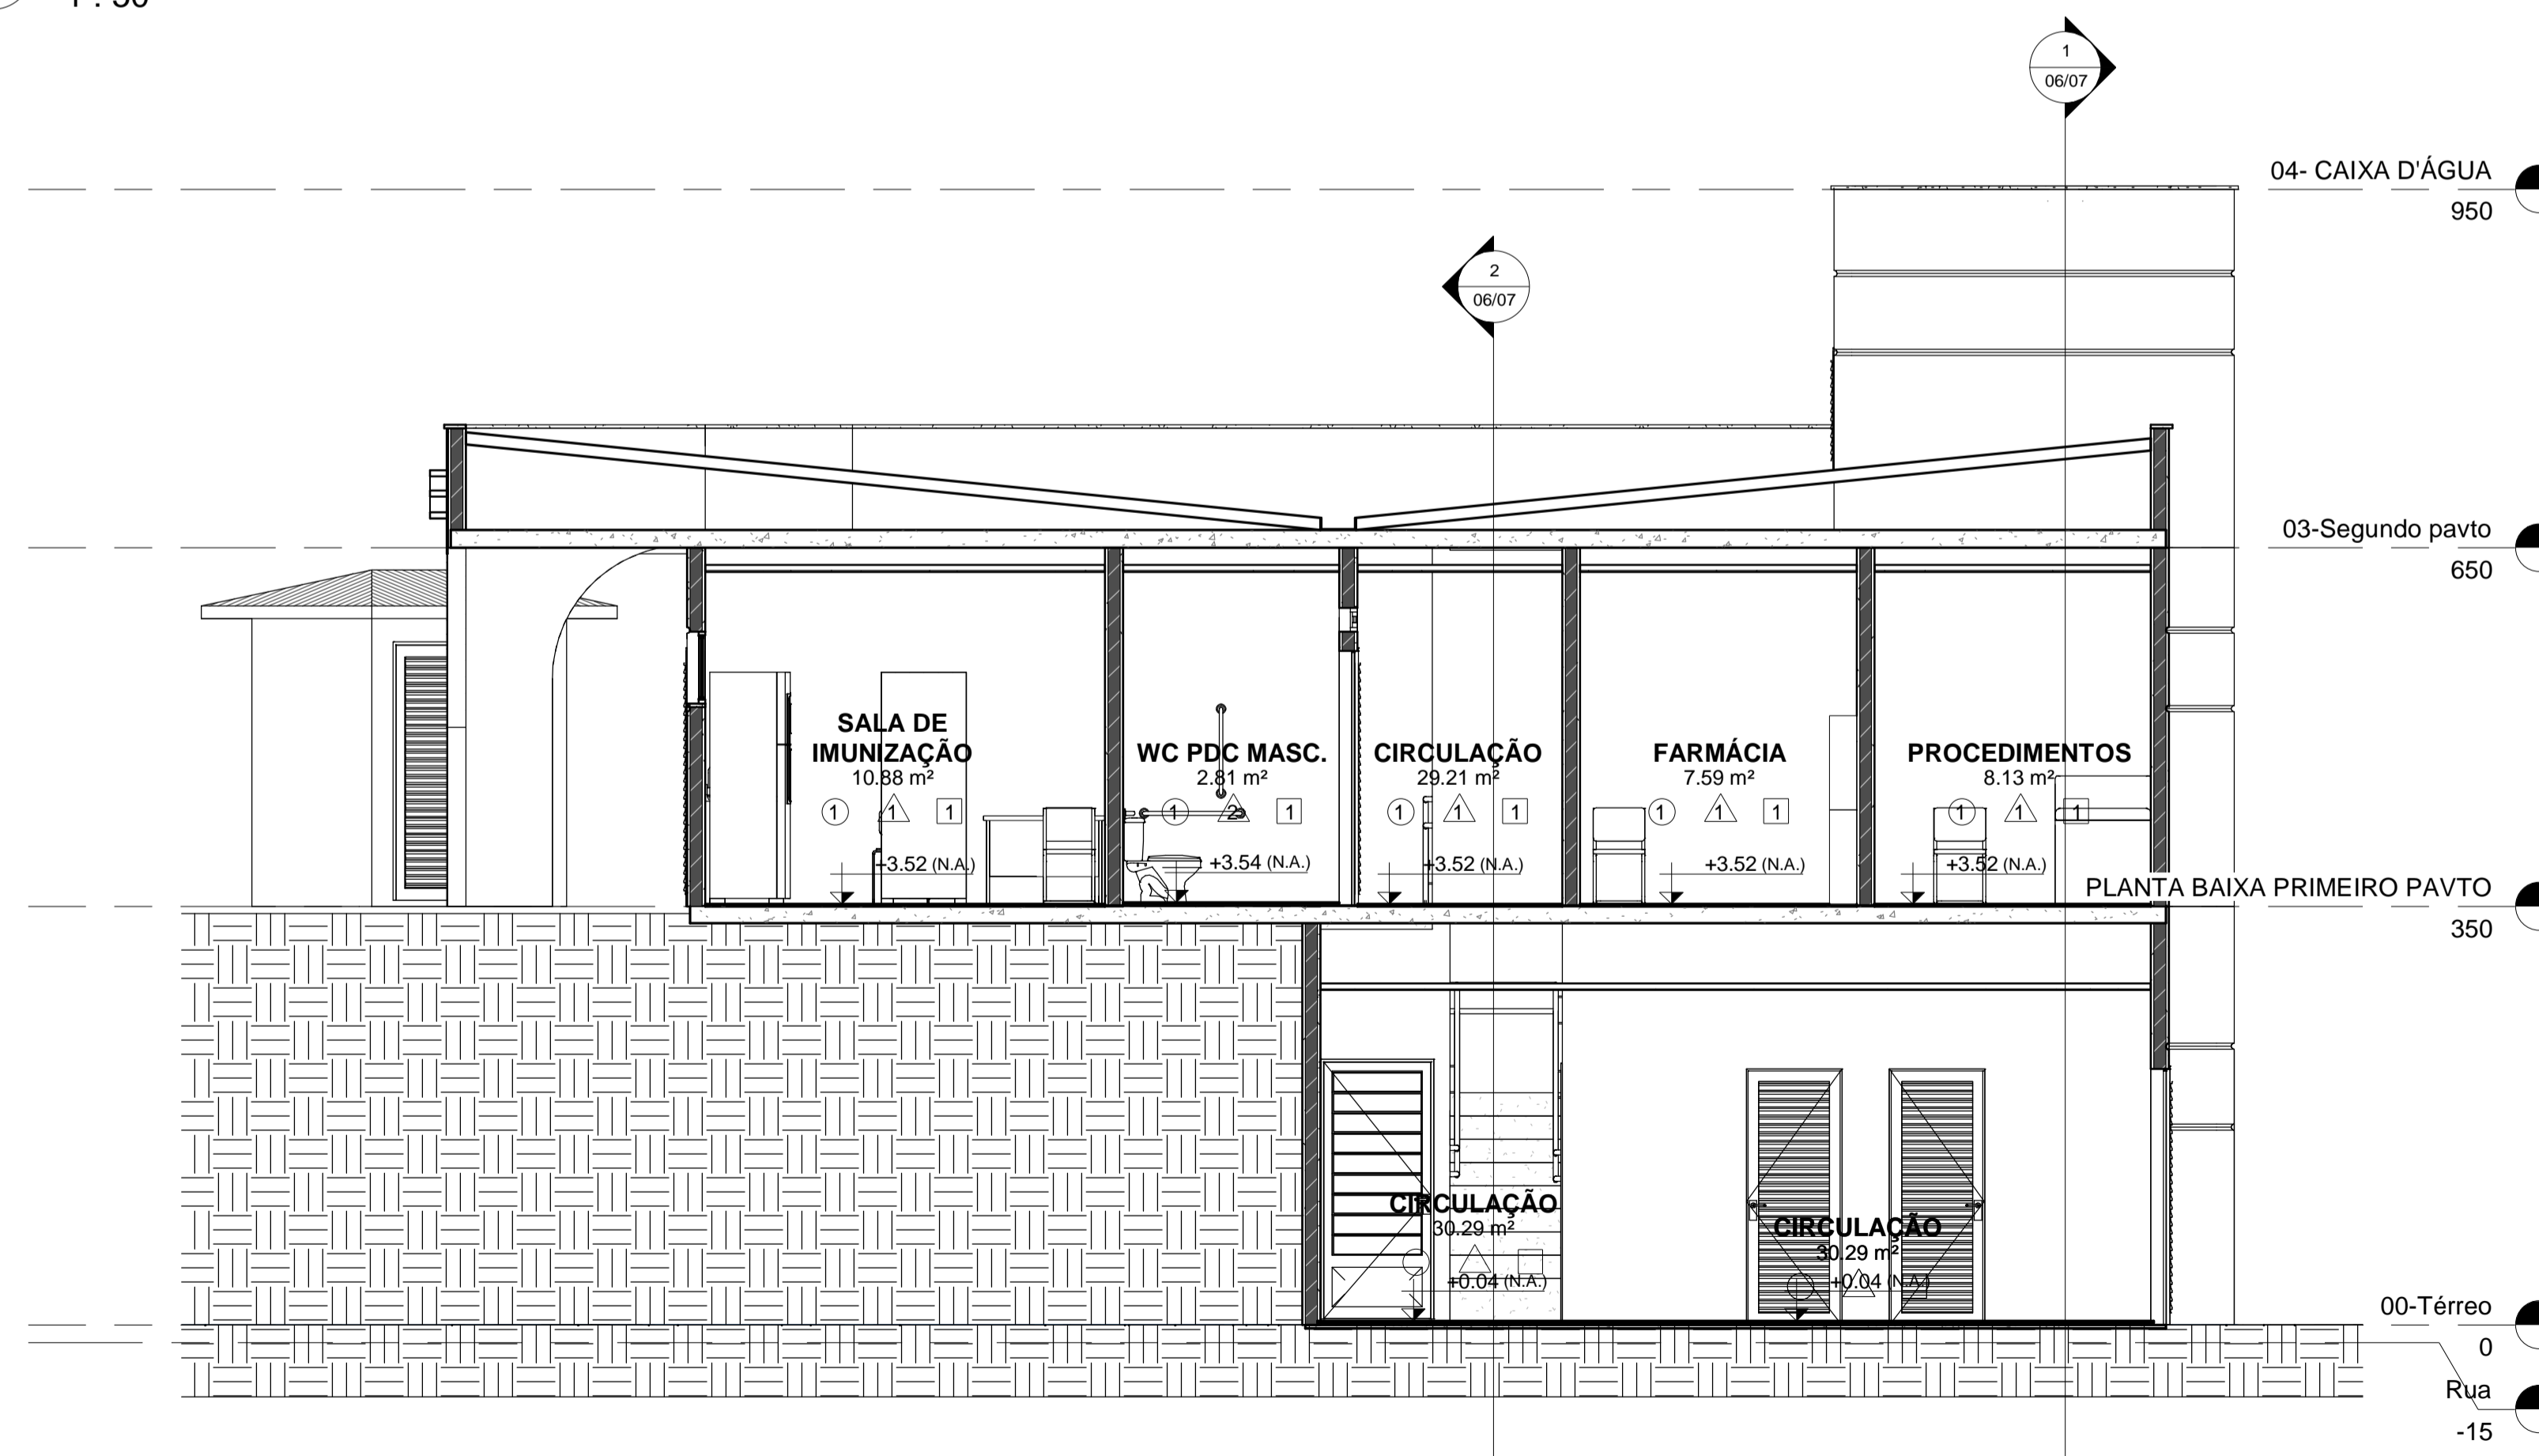 1
06/07
04- CAIXA D'ÁGUA
950
2
06/07
03-Segundo pavto
650
SALA DE
IMUNIZAÇÃO
10.88 m²
1 1 1
+3.52 (N.A.)
WC PDC MASC.
2.81 m²
1 2 1
+3.54 (N.A.)
CIRCULAÇÃO
29.21 m²
1 1 1
+3.52 (N.A.)
FARMÁCIA
7.59 m²
1 1 1
+3.52 (N.A.)
PROCEDIMENTOS
8.13 m²
1 1 1
+3.52 (N.A.)
PLANTA BAIXA PRIMEIRO PAVTO
350
CIRCULAÇÃO
30.29 m²
+0.04 (N.A.)
CIRCULAÇÃO
30.29 m²
+0.04 (N.A.)
00-Térreo
0
Rua
-15